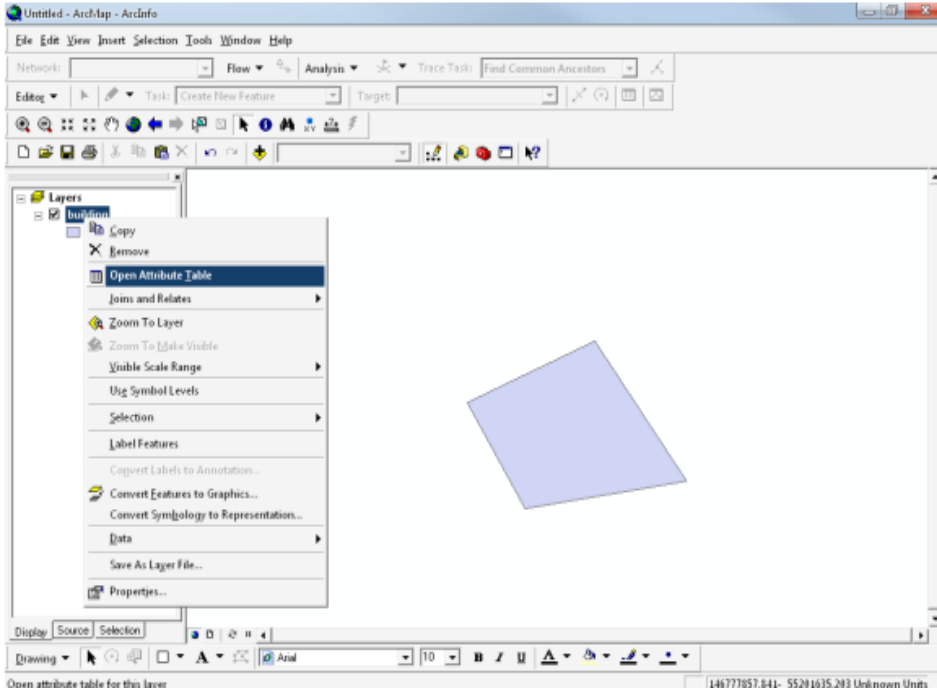 Untitled - ArcMap - ArcInfo
File Edit View Insert Selection Tools Window Help
Network: Flow Analysis Trace Task: Find Common Ancestors
Editor Task: Create New Feature Target:
Layers
building
Copy
Remove
Open Attribute Table
Joins and Relates
Zoom To Layer
Zoom To Make Visible
Visible Scale Range
Use Symbol Levels
Selection
Label Features
Convert Labels to Annotation...
Convert Features to Graphics...
Convert Symbology to Representation...
Data
Save As Layer File...
Properties...
Display Source Selection
Drawing A Arial 10 B I U A
Open attribute table for this layer 146777857.841- 55201635.203 Unknown Units